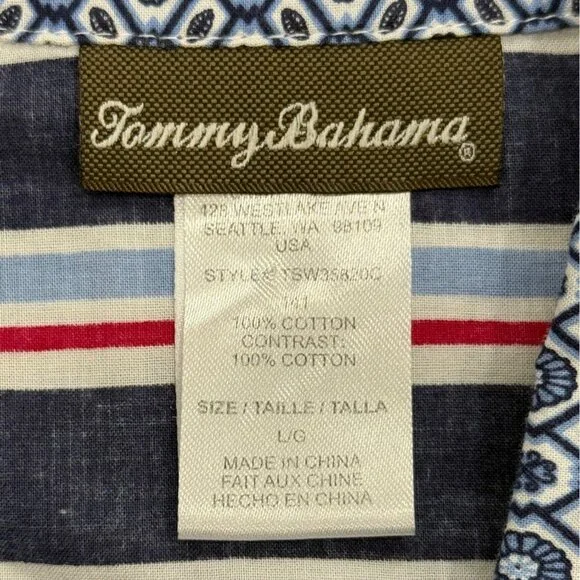 Tommy Bahama®
428 WESTLAKE AVE N
SEATTLE, WA 98109
USA
STYLE# TSW35820C
141
100% COTTON
CONTRAST:
100% COTTON
SIZE / TAILLE / TALLA
L/G
MADE IN CHINA
FAIT AUX CHINE
HECHO EN CHINA